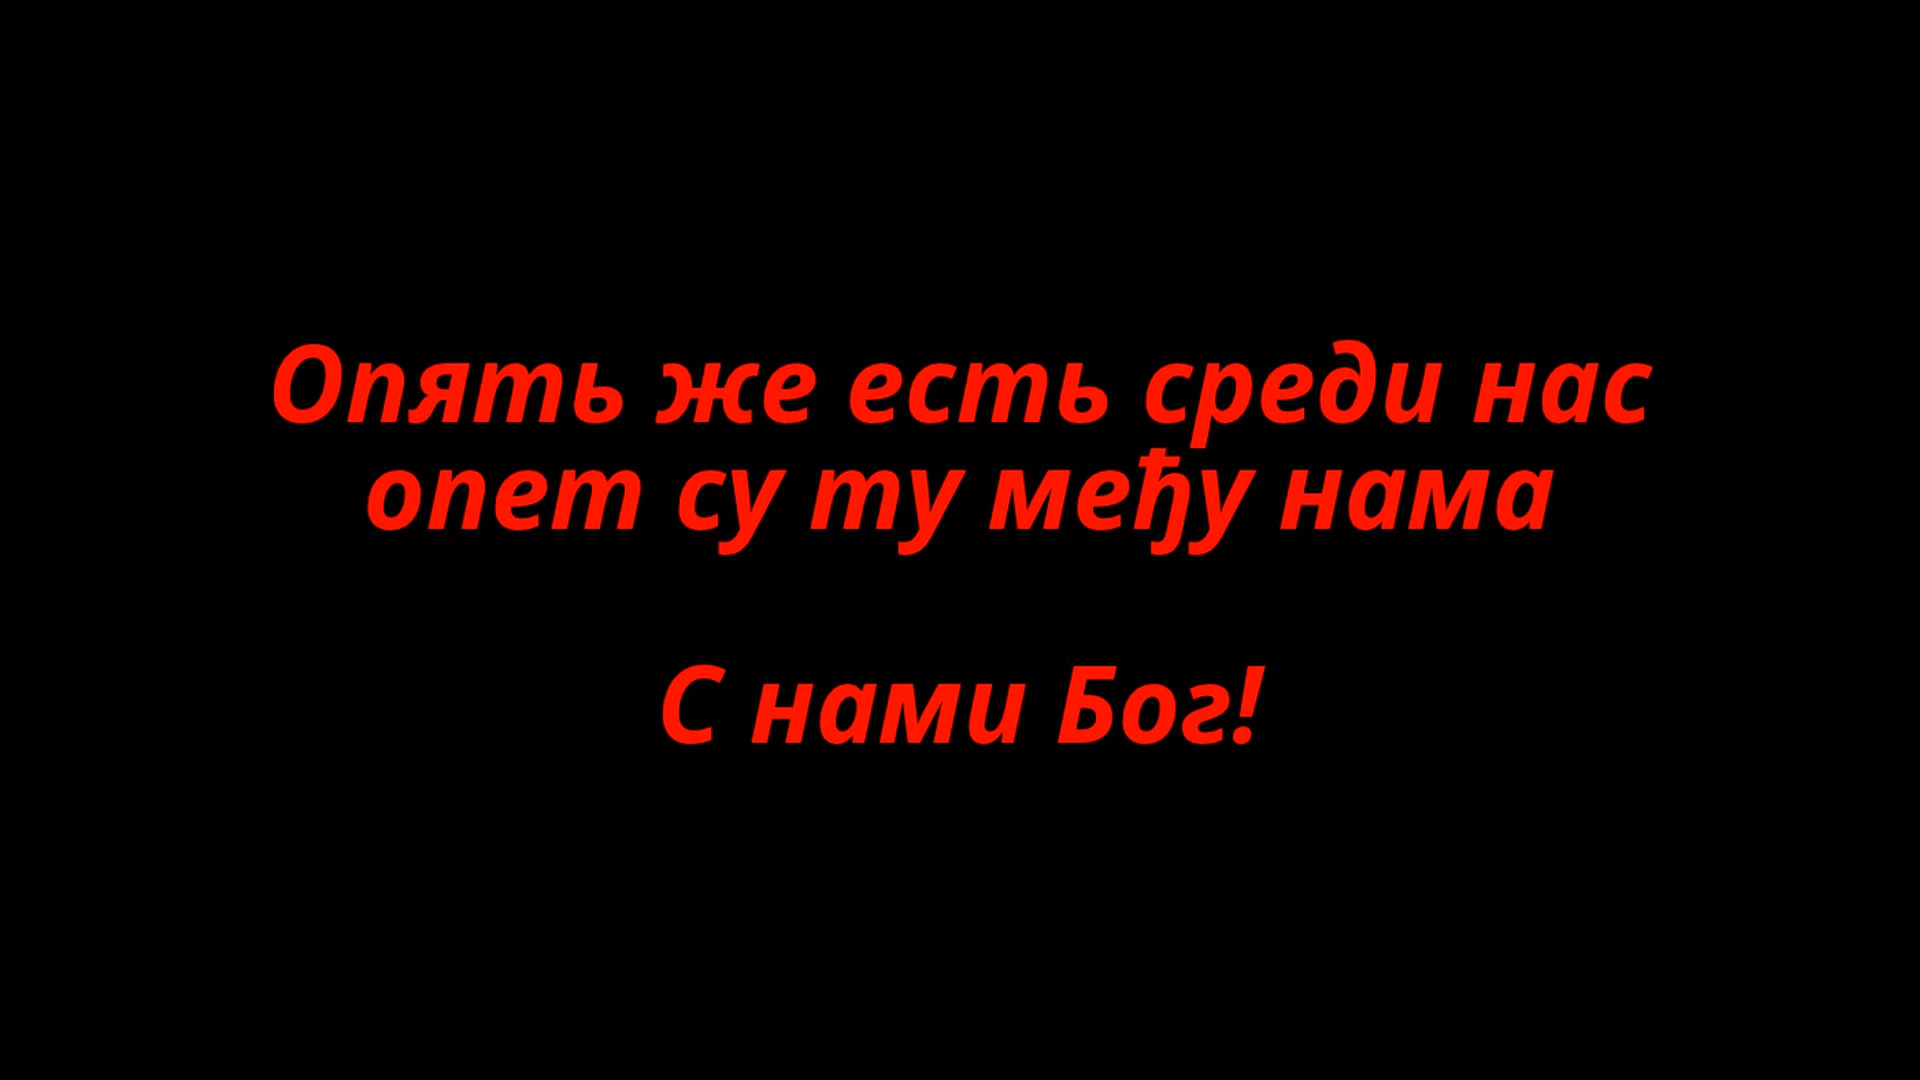 Опять же есть среди нас
опет су ту међу нама
С нами Бог!